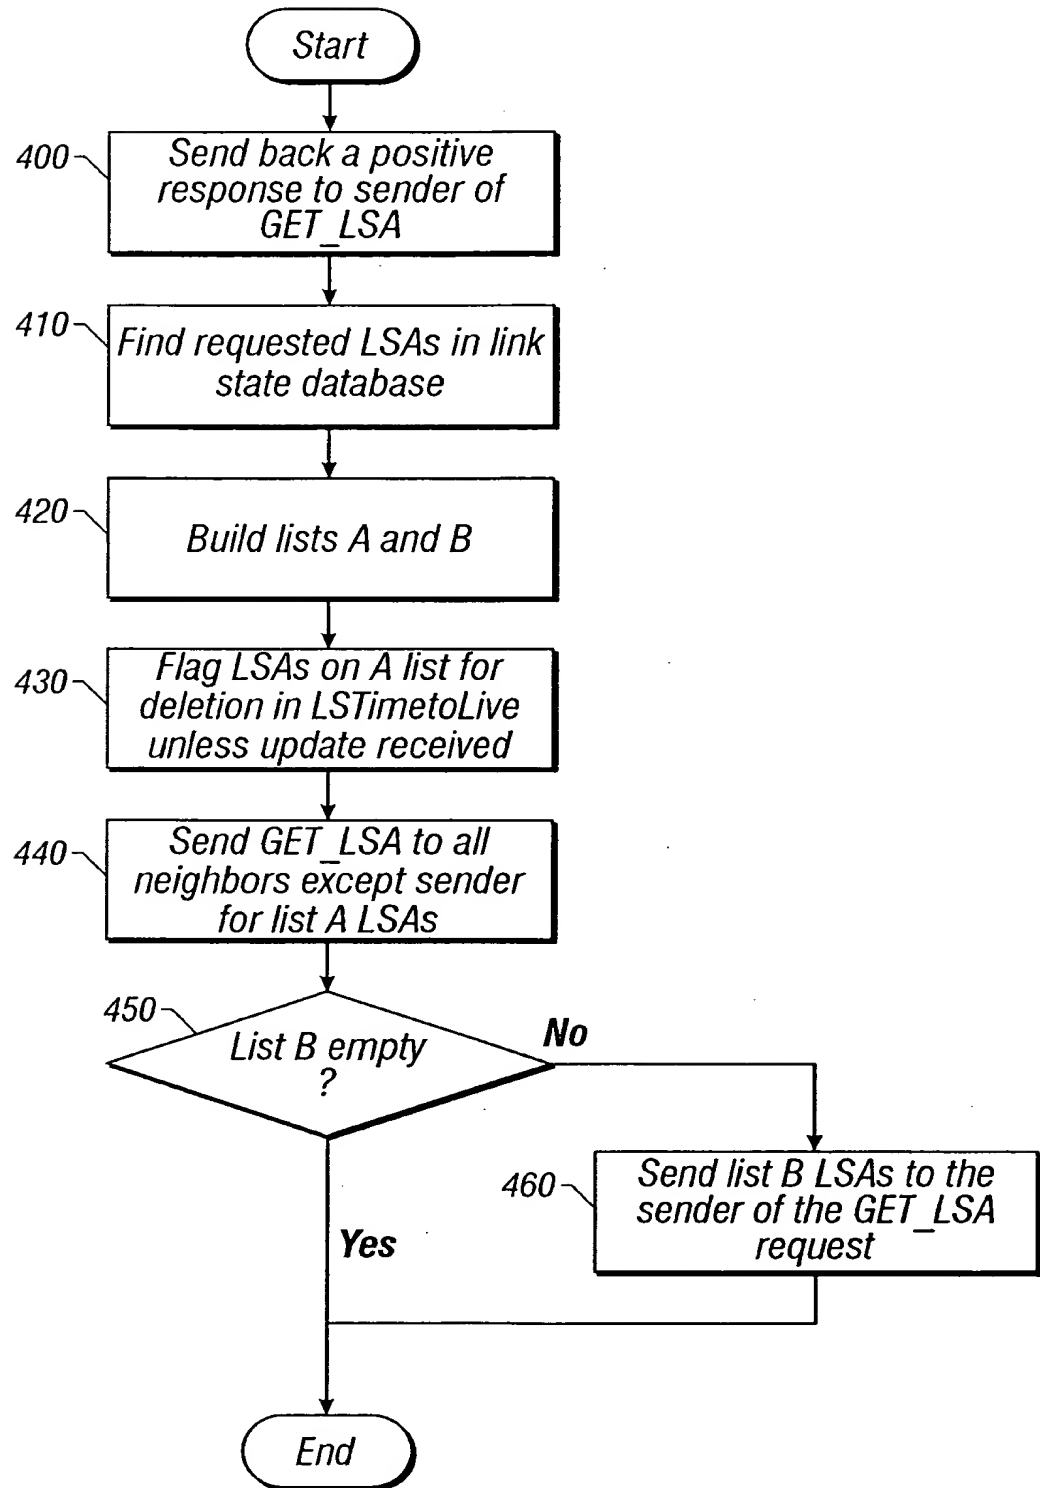 Start
400
Send back a positive
response to sender of
GET_LSA
410
Find requested LSAs in link
state database
420
Build lists A and B
430
Flag LSAs on A list for
deletion in LSTimetoLive
unless update received
440
Send GET_LSA to all
neighbors except sender
for list A LSAs
450
List B empty
?
No
460
Send list B LSAs to the
sender of the GET_LSA
request
Yes
End